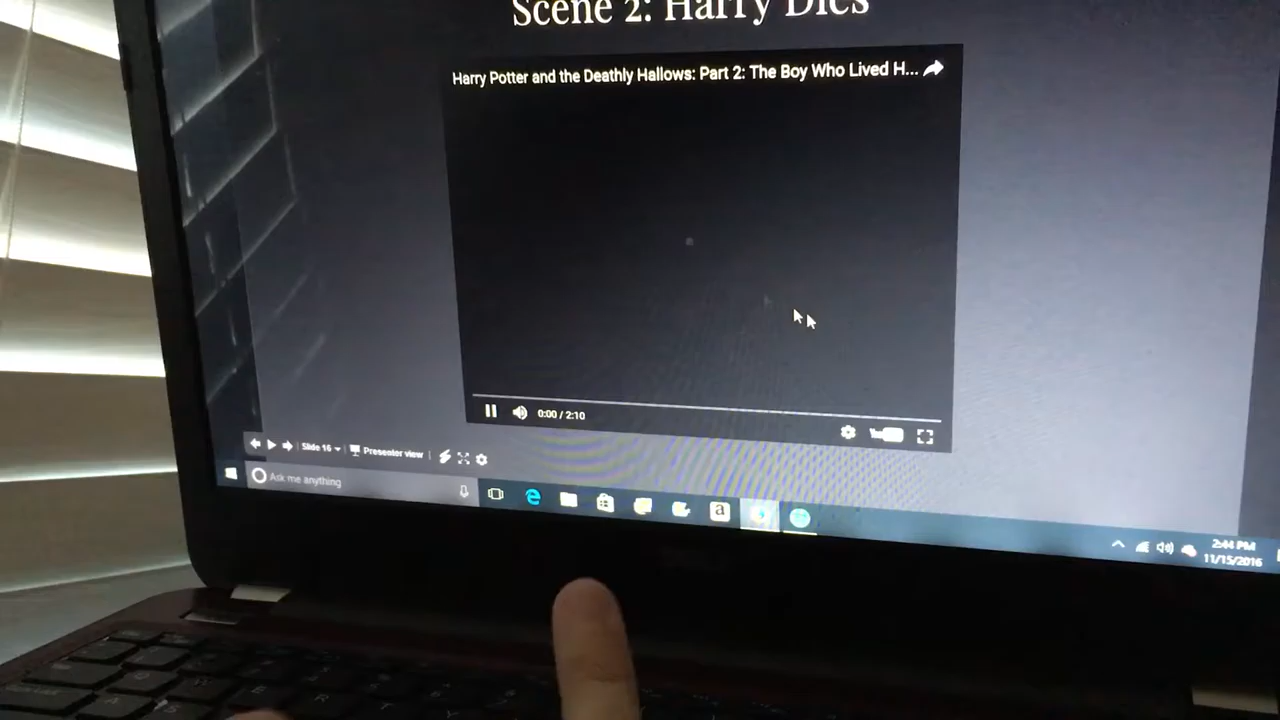 Scene 2: Harry Dies
Harry Potter and the Deathly Hallows: Part 2: The Boy Who Lived H...
0:00 / 2:10
Slide 16
Presenter view
Ask me anything
a
2:44 PM
11/15/2016
E
R